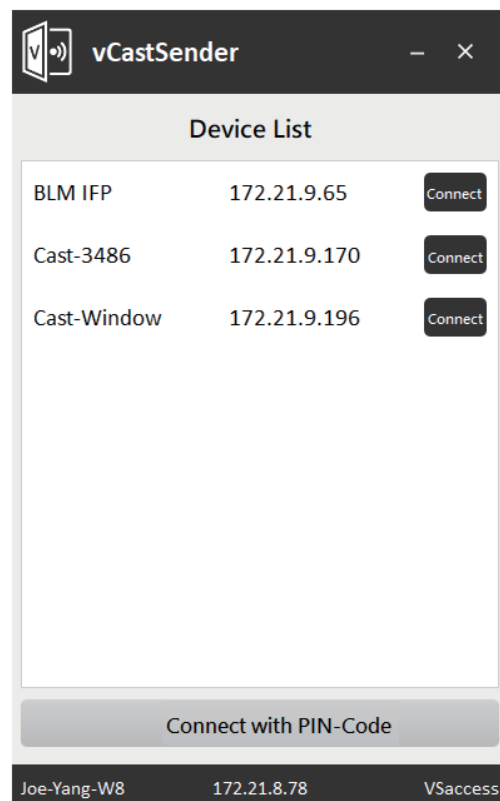 V vCastSender
Device List
BLM IFP 172.21.9.65 Connect
Cast-3486 172.21.9.170 Connect
Cast-Window 172.21.9.196 Connect
Connect with PIN-Code
Joe-Yang-W8 172.21.8.78 VSaccess